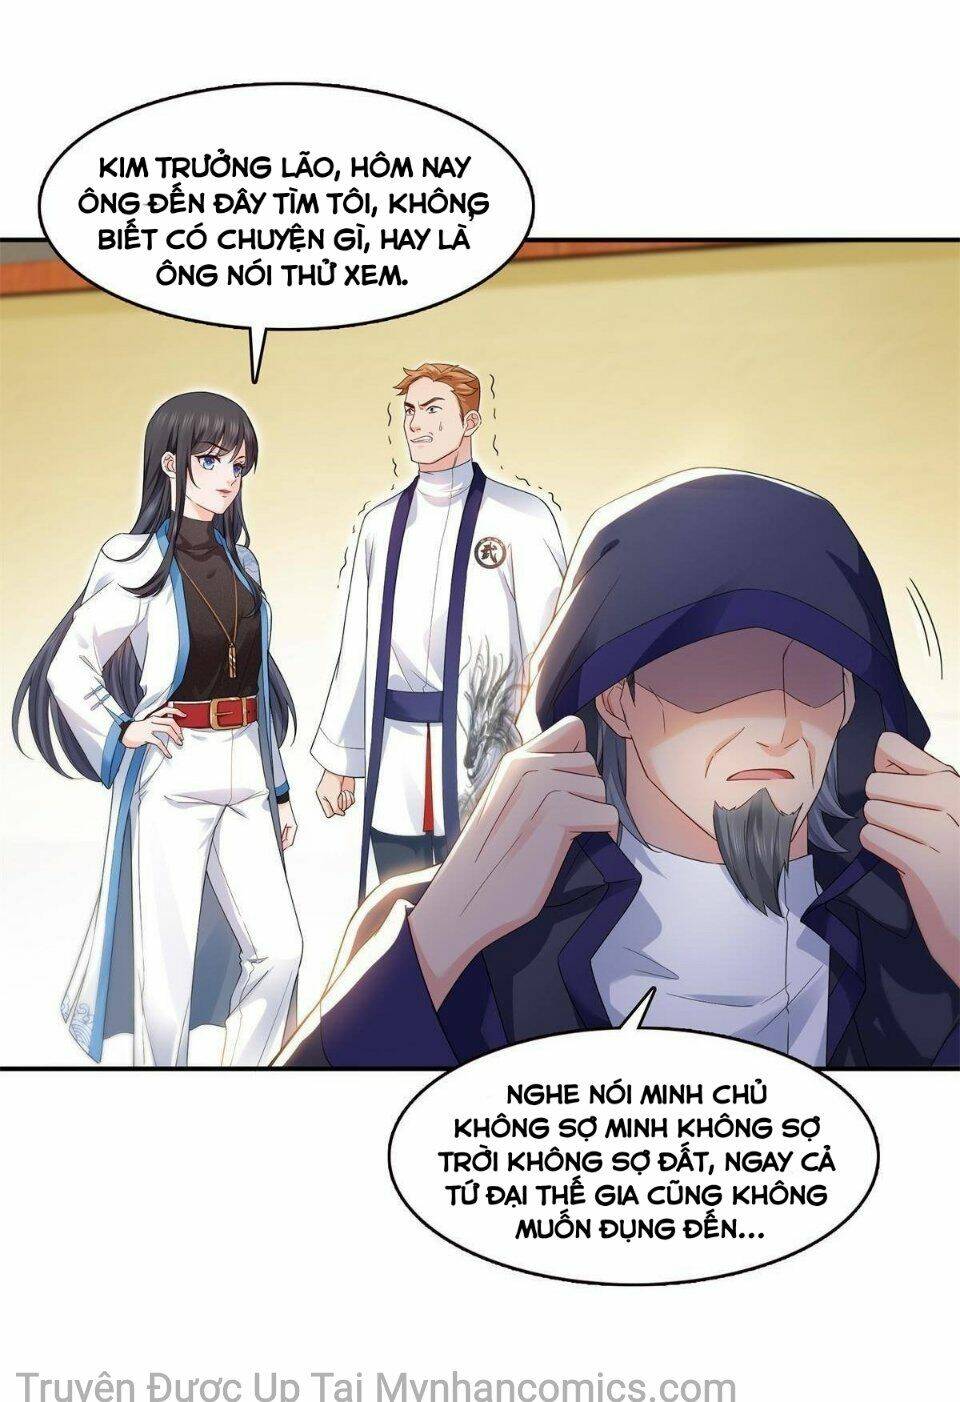 KIM TRƯỞNG LÃO, HÔM NAY
ÔNG ĐẾN ĐÂY TÌM TÔI, KHÔNG
BIẾT CÓ CHUYỆN GÌ, HAY LÀ
ÔNG NÓI THỬ XEM.
武
NGHE NÓI MINH CHỦ
KHÔNG SỢ MINH KHÔNG SỢ
TRỜI KHÔNG SỢ ĐẤT, NGAY CẢ
TỨ ĐẠI THẾ GIA CŨNG KHÔNG
MUỐN ĐỤNG ĐẾN...
Truyện Được Up Tại Mynhancomics.com